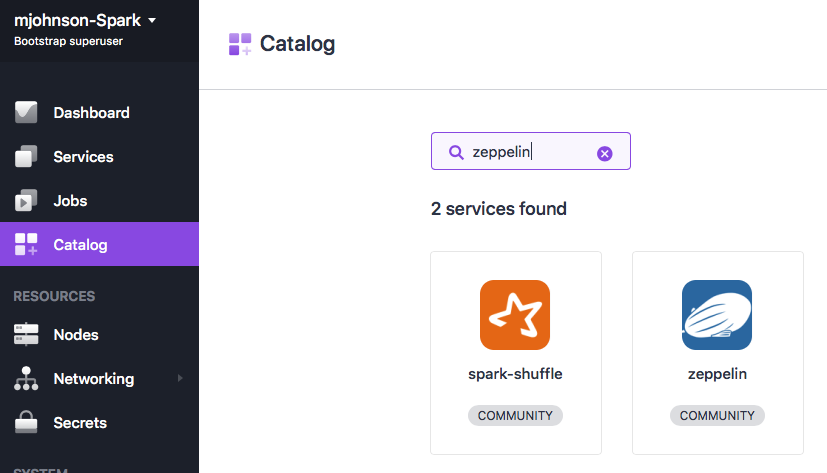 mjohnson-Spark
Bootstrap superuser
Dashboard
Services
Jobs
Catalog
RESOURCES
Nodes
Networking
Secrets
SYSTEM
Catalog
zeppelin
2 services found
spark-shuffle
COMMUNITY
zeppelin
COMMUNITY